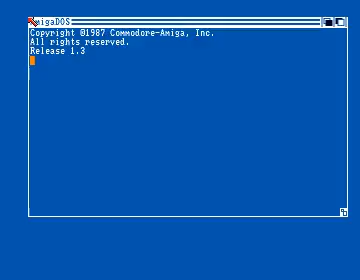 AmigaDOS
Copyright ©1987 Commodore-Amiga, Inc.
All rights reserved.
Release 1.3